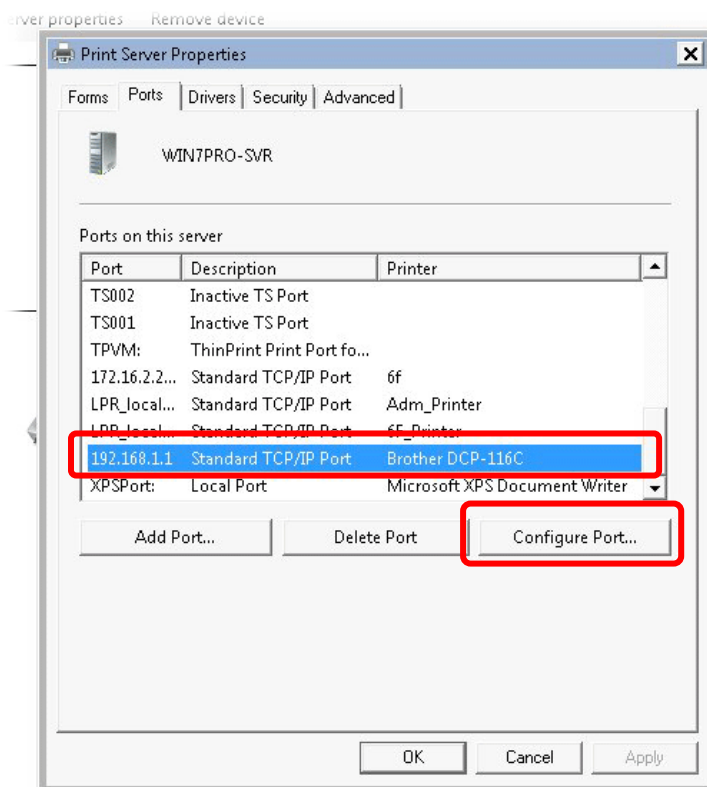 erver properties Remove device
Print Server Properties
Forms Ports Drivers Security Advanced
WIN7PRO-SVR
Ports on this server
Port Description Printer
TS002 Inactive TS Port
TS001 Inactive TS Port
TPVM: ThinPrint Print Port fo...
172.16.2.2... Standard TCP/IP Port 6f
LPR_local... Standard TCP/IP Port Adm_Printer
LPR_local... Standard TCP/IP Port 6F_Printer
192.168.1.1 Standard TCP/IP Port Brother DCP-116C
XPSPort: Local Port Microsoft XPS Document Writer
Add Port... Delete Port Configure Port...
OK Cancel Apply